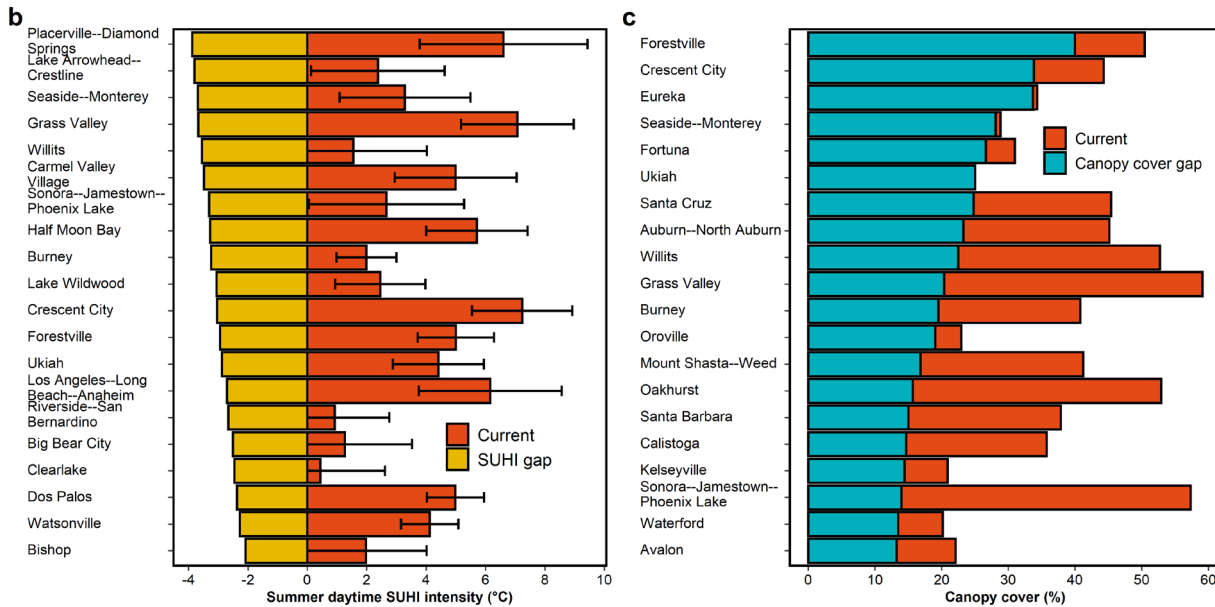 b
Placerville--Diamond
Springs
Lake Arrowhead--
Crestline
Seaside--Monterey
Grass Valley
Willits
Carmel Valley
Village
Sonora--Jamestown--
Phoenix Lake
Half Moon Bay
Burney
Lake Wildwood
Crescent City
Forestville
Ukiah
Los Angeles--Long
Beach--Anaheim
Riverside--San
Bernardino
Big Bear City
Clearlake
Dos Palos
Watsonville
Bishop
Current
SUHI gap
-4 -2 0 2 4 6 8 10
Summer daytime SUHI intensity (°C)
c
Forestville
Crescent City
Eureka
Seaside--Monterey
Fortuna
Ukiah
Santa Cruz
Auburn--North Auburn
Willits
Grass Valley
Burney
Oroville
Mount Shasta--Weed
Oakhurst
Santa Barbara
Calistoga
Kelseyville
Sonora--Jamestown--
Phoenix Lake
Waterford
Avalon
Current
Canopy cover gap
0 10 20 30 40 50 60
Canopy cover (%)